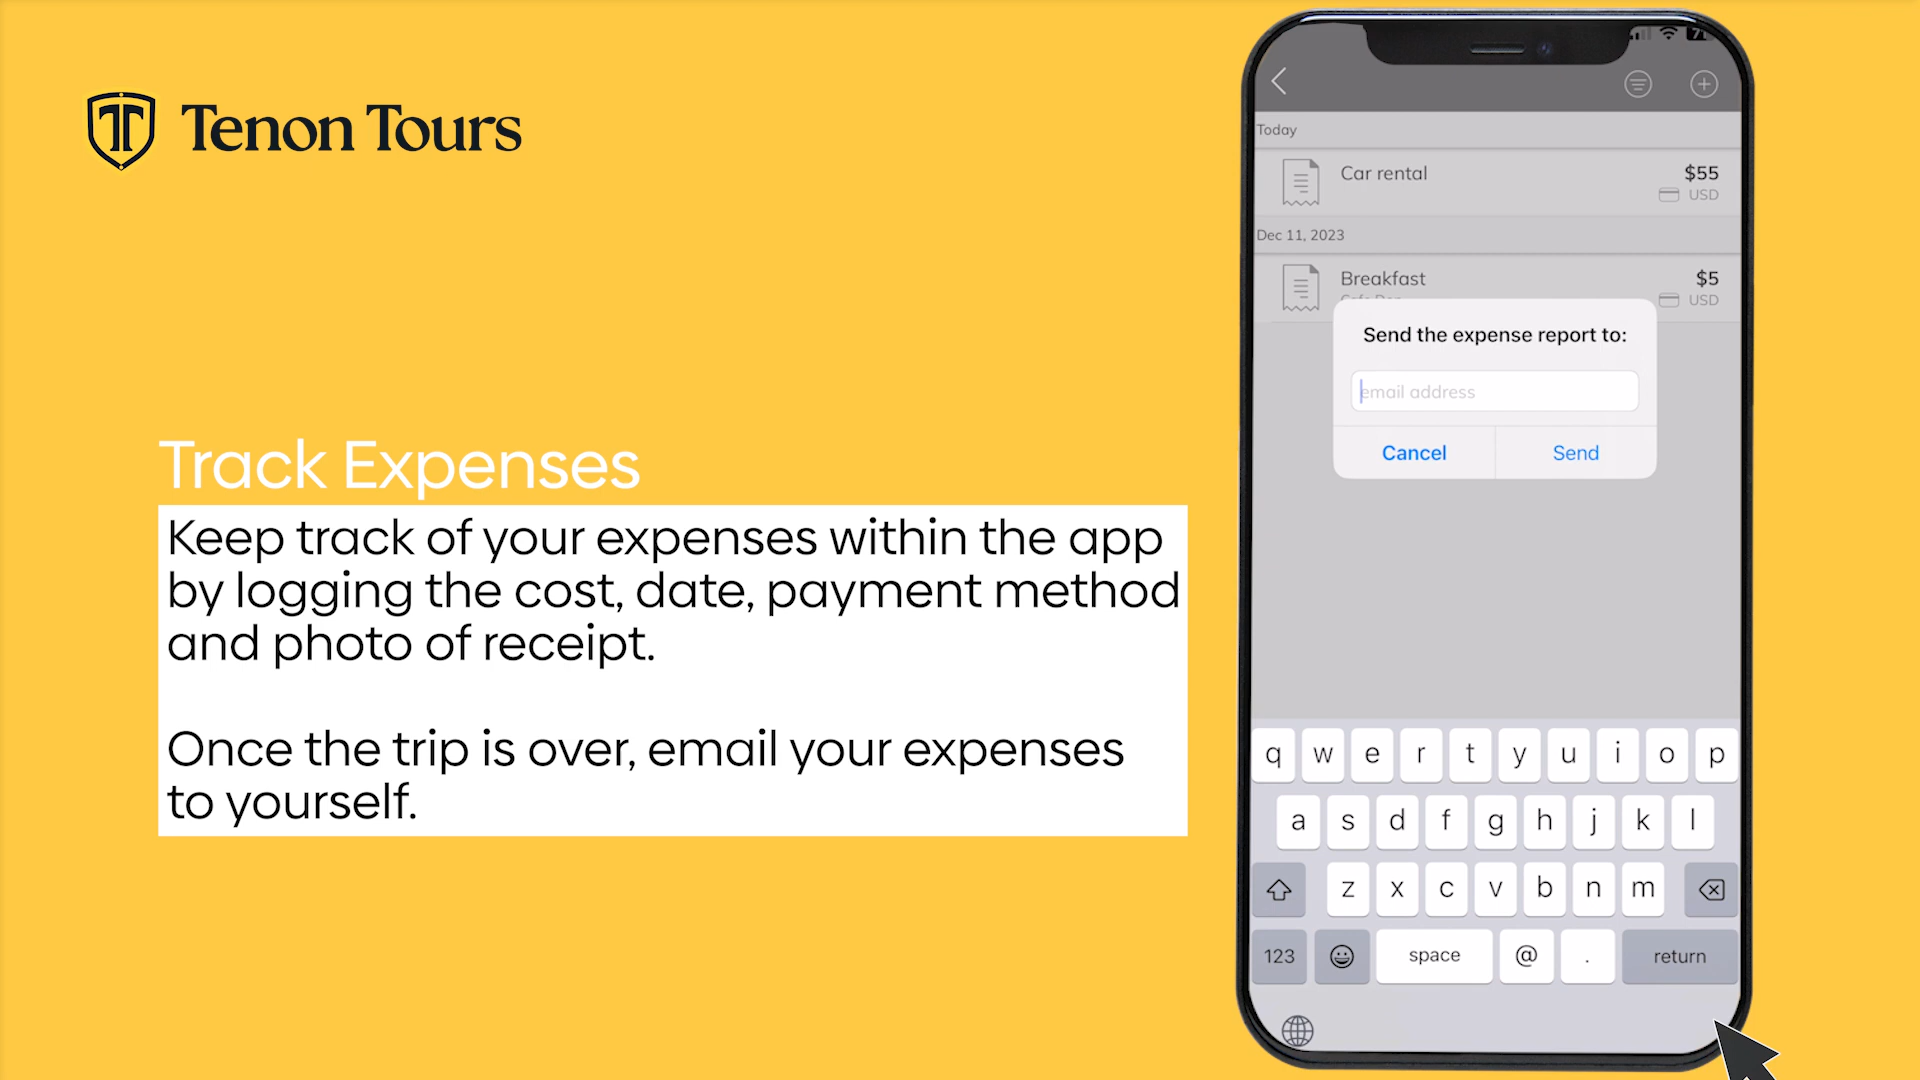 Tenon Tours
Track Expenses
Keep track of your expenses within the app
by logging the cost, date, payment method
and photo of receipt.
Once the trip is over, email your expenses
to yourself.
Today
Car rental
$55
USD
Dec 11, 2023
Breakfast
$5
USD
Send the expense report to:
email address
Cancel
Send
q w e r t y u i o p
a s d f g h j k l
z x c v b n m
123
space
@
.
return